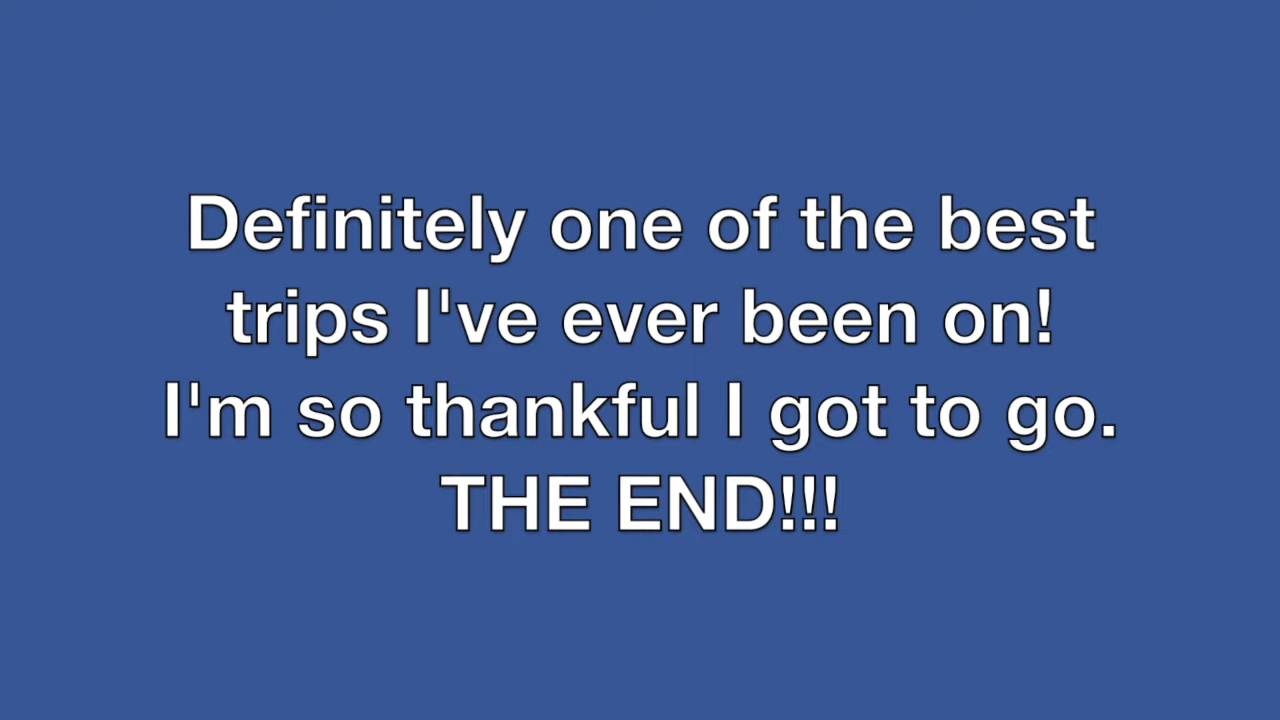 Definitely one of the best
trips I've ever been on!
I'm so thankful I got to go.
THE END!!!